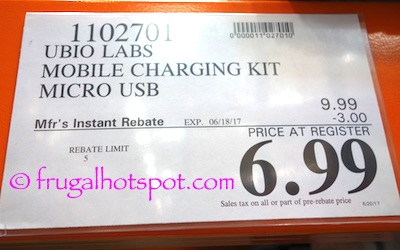 1102701
0000011027010
UBIO LABS
MOBILE CHARGING KIT
MICRO USB
9.99
Mfr's Instant Rebate EXP. 06/18/17 -3.00
PRICE AT REGISTER
REBATE LIMIT
5
6.99
© frugalhotspot.com
Sales tax on all or part of pre-rebate price